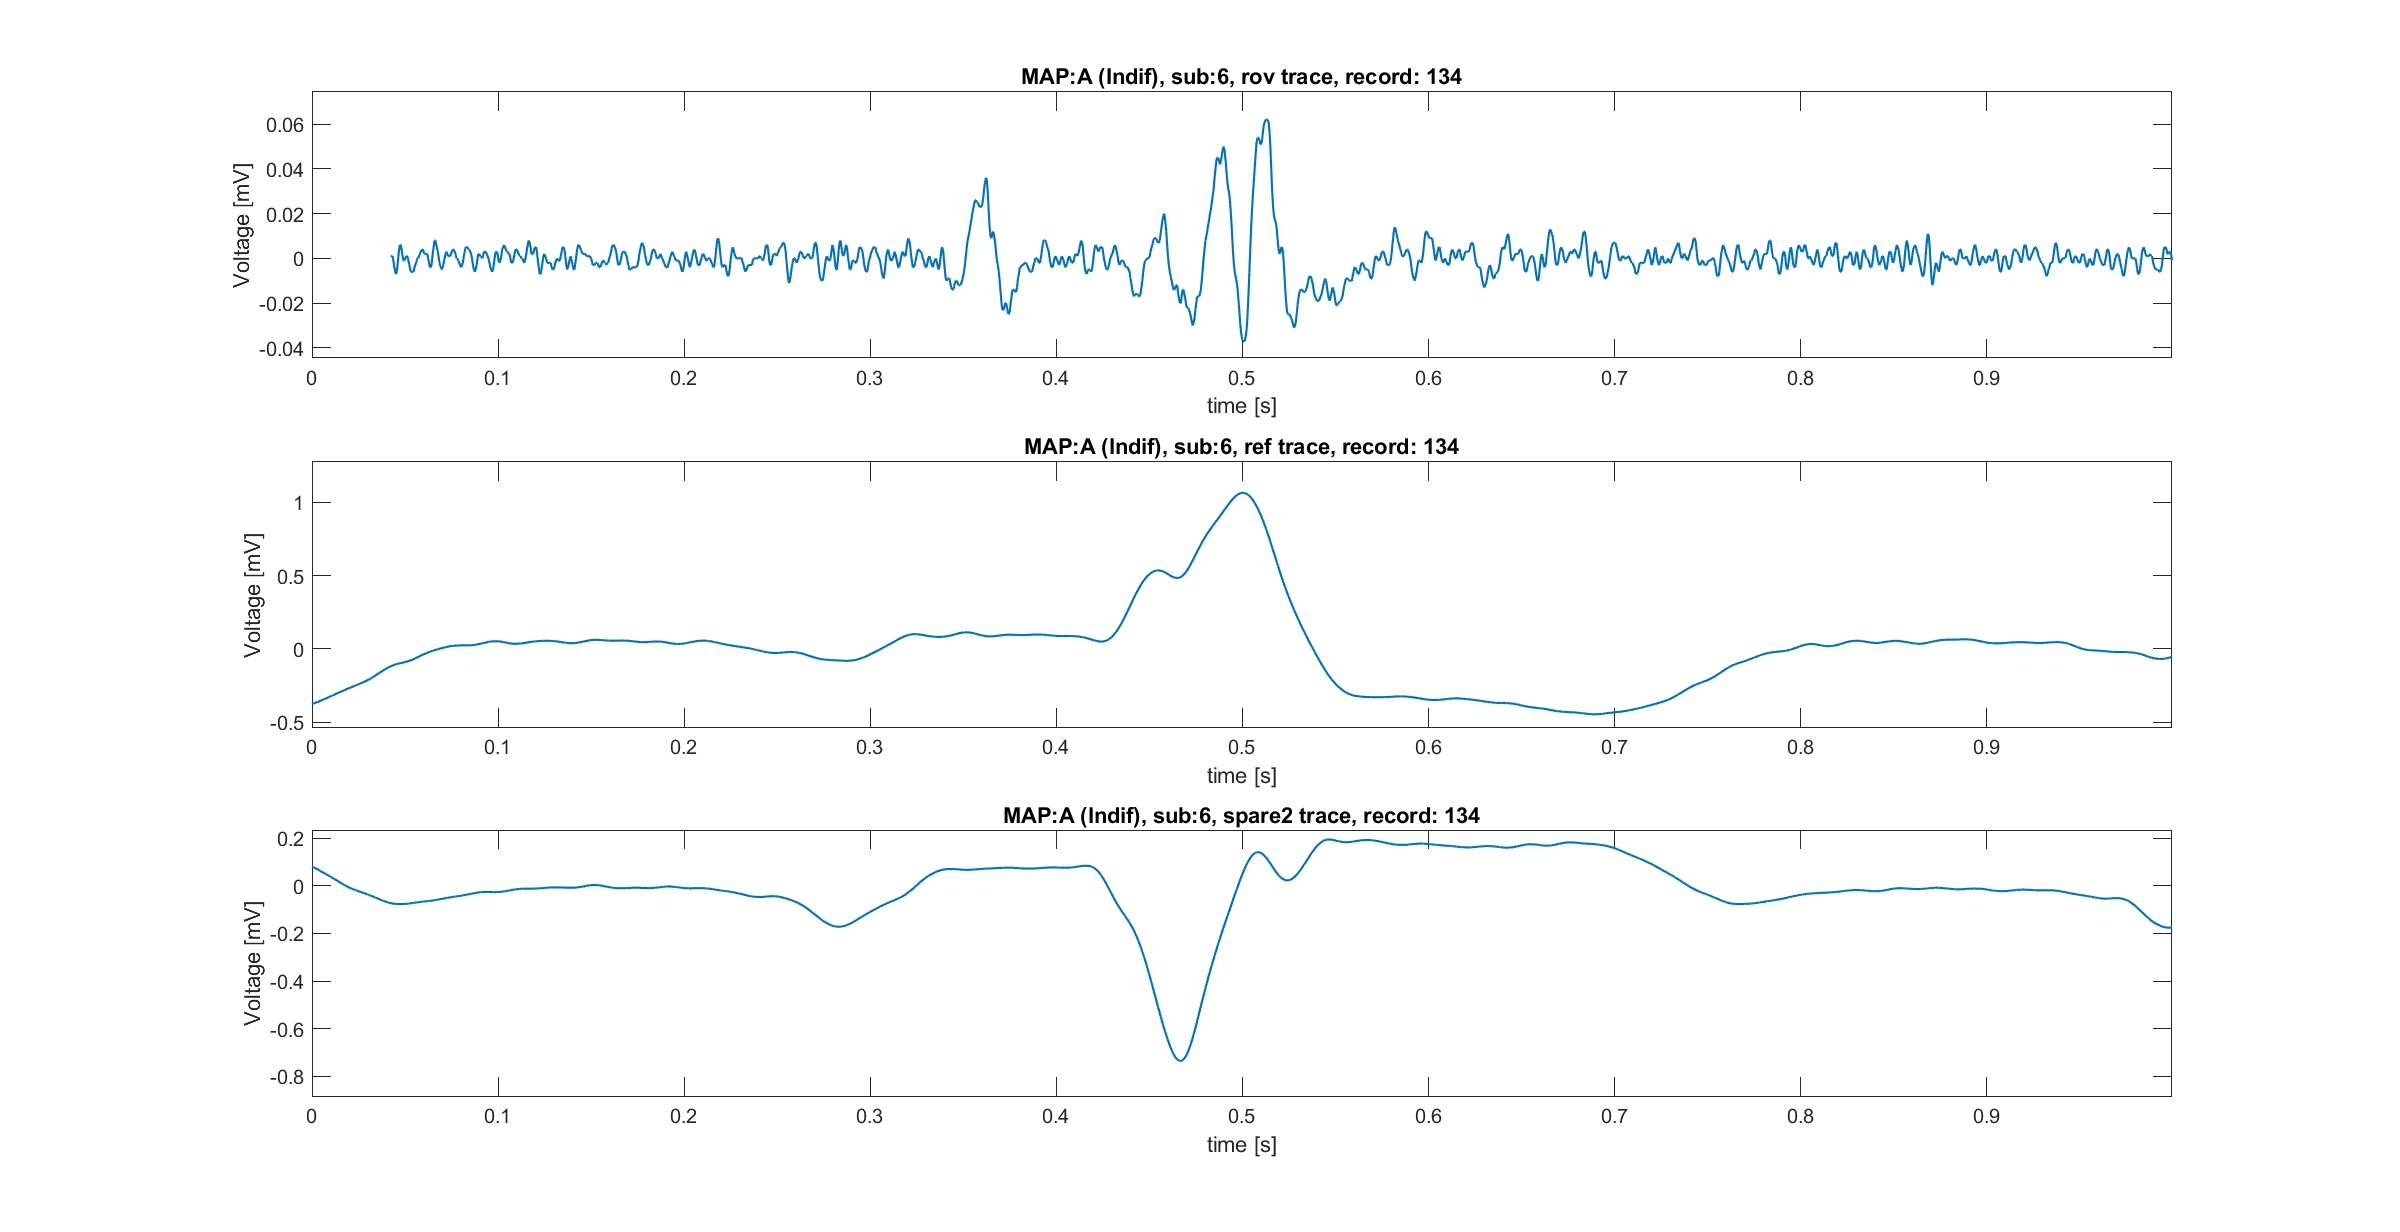 MAP:A (Indif), sub:6, rov trace, record: 134
Voltage [mV]
0.06
0.04
0.02
0
-0.02
-0.04
0 0.1 0.2 0.3 0.4 0.5 0.6 0.7 0.8 0.9
time [s]
MAP:A (Indif), sub:6, ref trace, record: 134
Voltage [mV]
1
0.5
0
-0.5
0 0.1 0.2 0.3 0.4 0.5 0.6 0.7 0.8 0.9
time [s]
MAP:A (Indif), sub:6, spare2 trace, record: 134
Voltage [mV]
0.2
0
-0.2
-0.4
-0.6
-0.8
0 0.1 0.2 0.3 0.4 0.5 0.6 0.7 0.8 0.9
time [s]